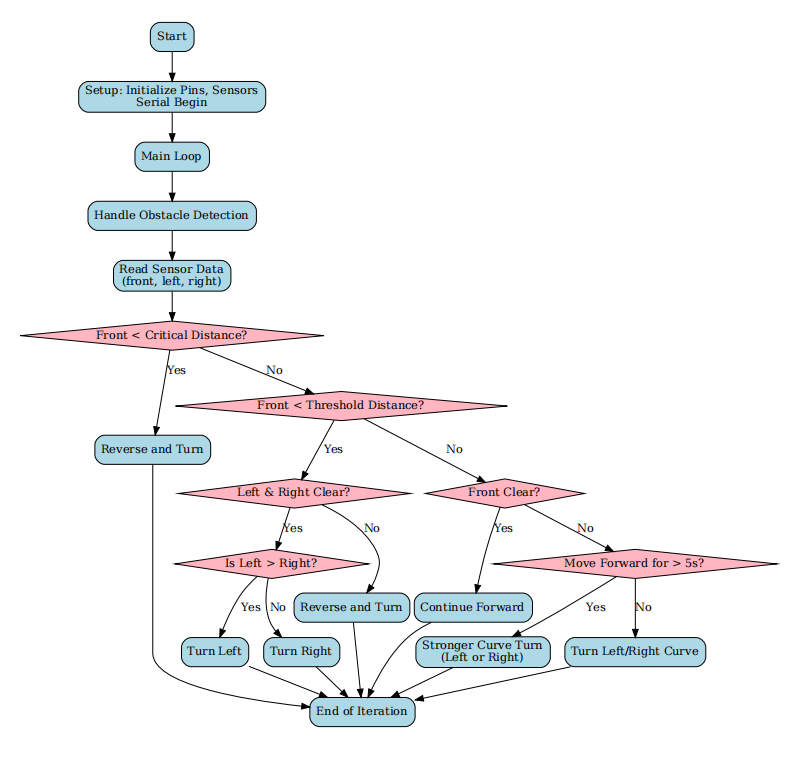 Start
Setup: Initialize Pins, Sensors
Serial Begin
Main Loop
Handle Obstacle Detection
Read Sensor Data
(front, left, right)
Front < Critical Distance?
Yes
No
Front < Threshold Distance?
Reverse and Turn
Yes
No
Left & Right Clear?
Front Clear?
Yes
No
Yes
No
Is Left > Right?
Move Forward for > 5s?
Yes
No
Reverse and Turn
Continue Forward
Yes
No
Turn Left
Turn Right
Stronger Curve Turn
(Left or Right)
Turn Left/Right Curve
End of Iteration